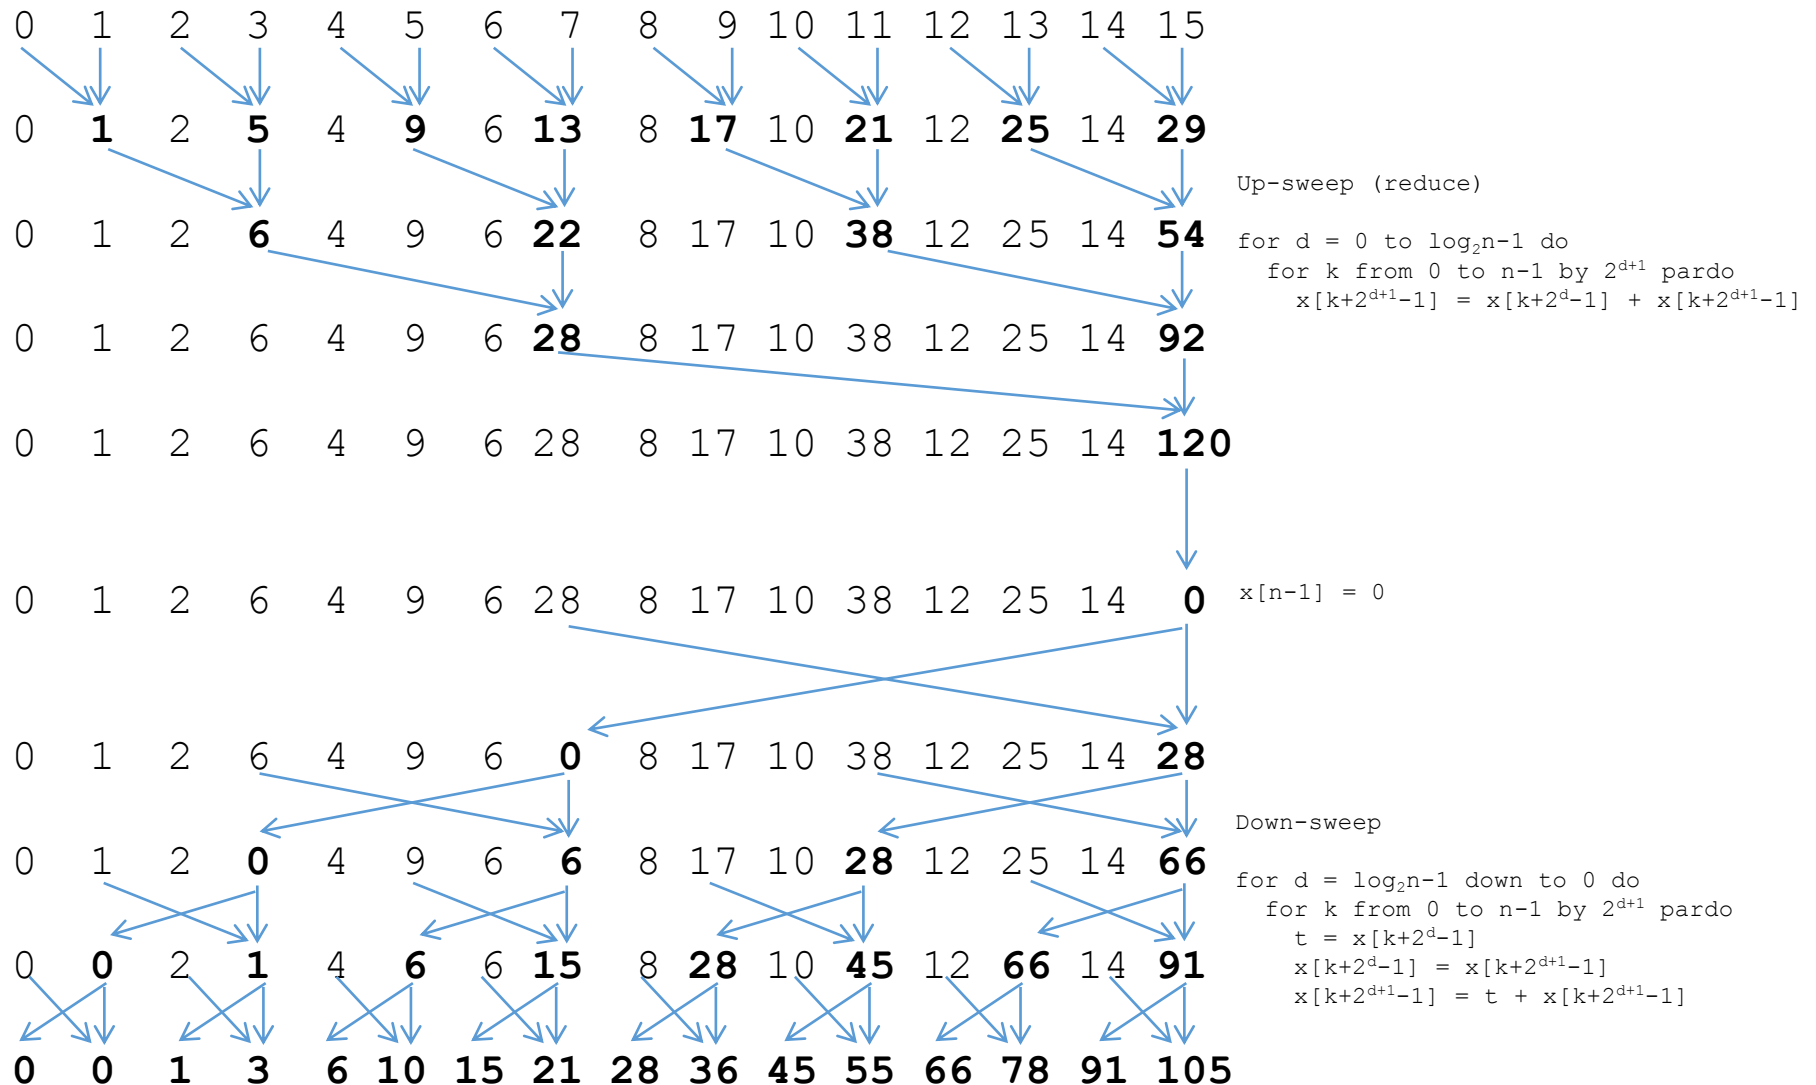 0 1 2 3 4 5 6 7 8 9 10 11 12 13 14 15
0 1 2 5 4 9 6 13 8 17 10 21 12 25 14 29
Up-sweep (reduce)
0 1 2 6 4 9 6 22 8 17 10 38 12 25 14 54
for d = 0 to log₂n-1 do
for k from 0 to n-1 by 2ᵈ⁺¹ pardo
x[k+2ᵈ⁺¹-1] = x[k+2ᵈ-1] + x[k+2ᵈ⁺¹-1]
0 1 2 6 4 9 6 28 8 17 10 38 12 25 14 92
0 1 2 6 4 9 6 28 8 17 10 38 12 25 14 120
0 1 2 6 4 9 6 28 8 17 10 38 12 25 14 0
x[n-1] = 0
0 1 2 6 4 9 6 0 8 17 10 38 12 25 14 28
Down-sweep
0 1 2 0 4 9 6 6 8 17 10 28 12 25 14 66
for d = log₂n-1 down to 0 do
for k from 0 to n-1 by 2ᵈ⁺¹ pardo
t = x[k+2ᵈ-1]
x[k+2ᵈ-1] = x[k+2ᵈ⁺¹-1]
x[k+2ᵈ⁺¹-1] = t + x[k+2ᵈ⁺¹-1]
0 0 2 1 4 6 6 15 8 28 10 45 12 66 14 91
0 0 1 3 6 10 15 21 28 36 45 55 66 78 91 105